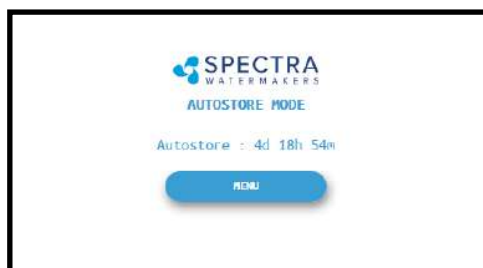 SPECTRA
WATERMAKERS
AUTOSTORE MODE
Autostore : 4d 18h 54m
MENU